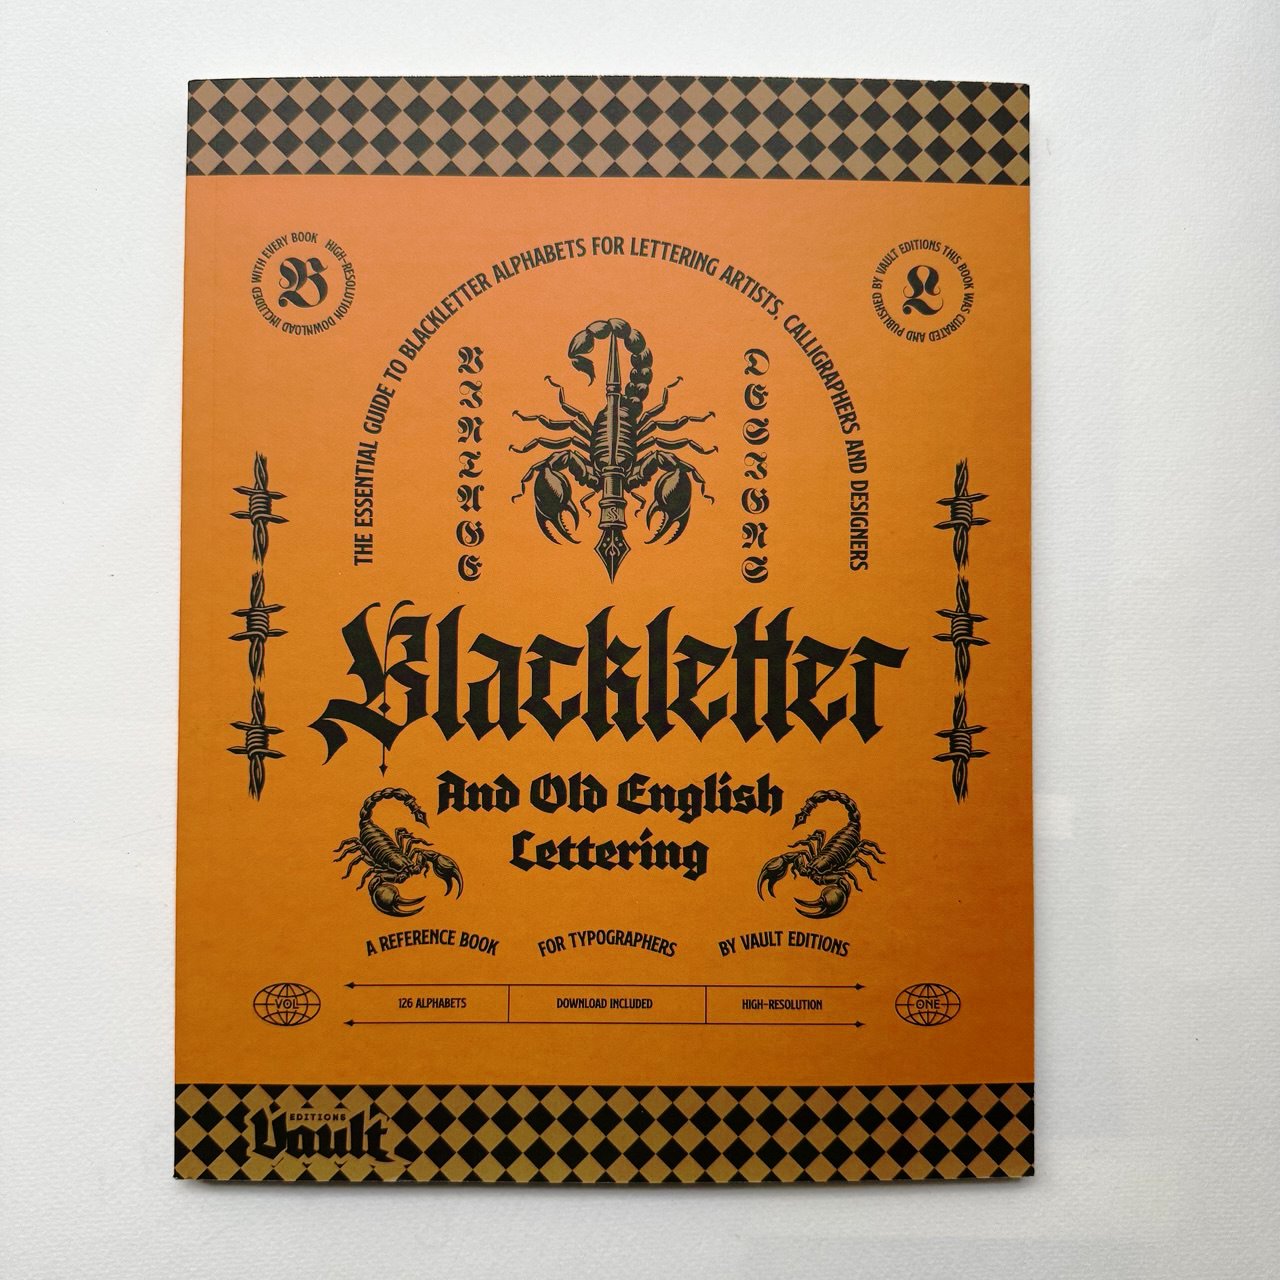 HIGH-RESOLUTION DOWNLOAD INCLUDED WITH EVERY BOOK
B
THIS BOOK WAS CURATED AND PUBLISHED BY VAULT EDITIONS
L
THE ESSENTIAL GUIDE TO BLACKLETTER ALPHABETS FOR LETTERING ARTISTS, CALLIGRAPHERS AND DESIGNERS
VINTAGE
DESIGNS
Blackletter
And Old English
Lettering
A REFERENCE BOOK
FOR TYPOGRAPHERS
BY VAULT EDITIONS
VOL
126 ALPHABETS
DOWNLOAD INCLUDED
HIGH-RESOLUTION
ONE
EDITIONS
Vault